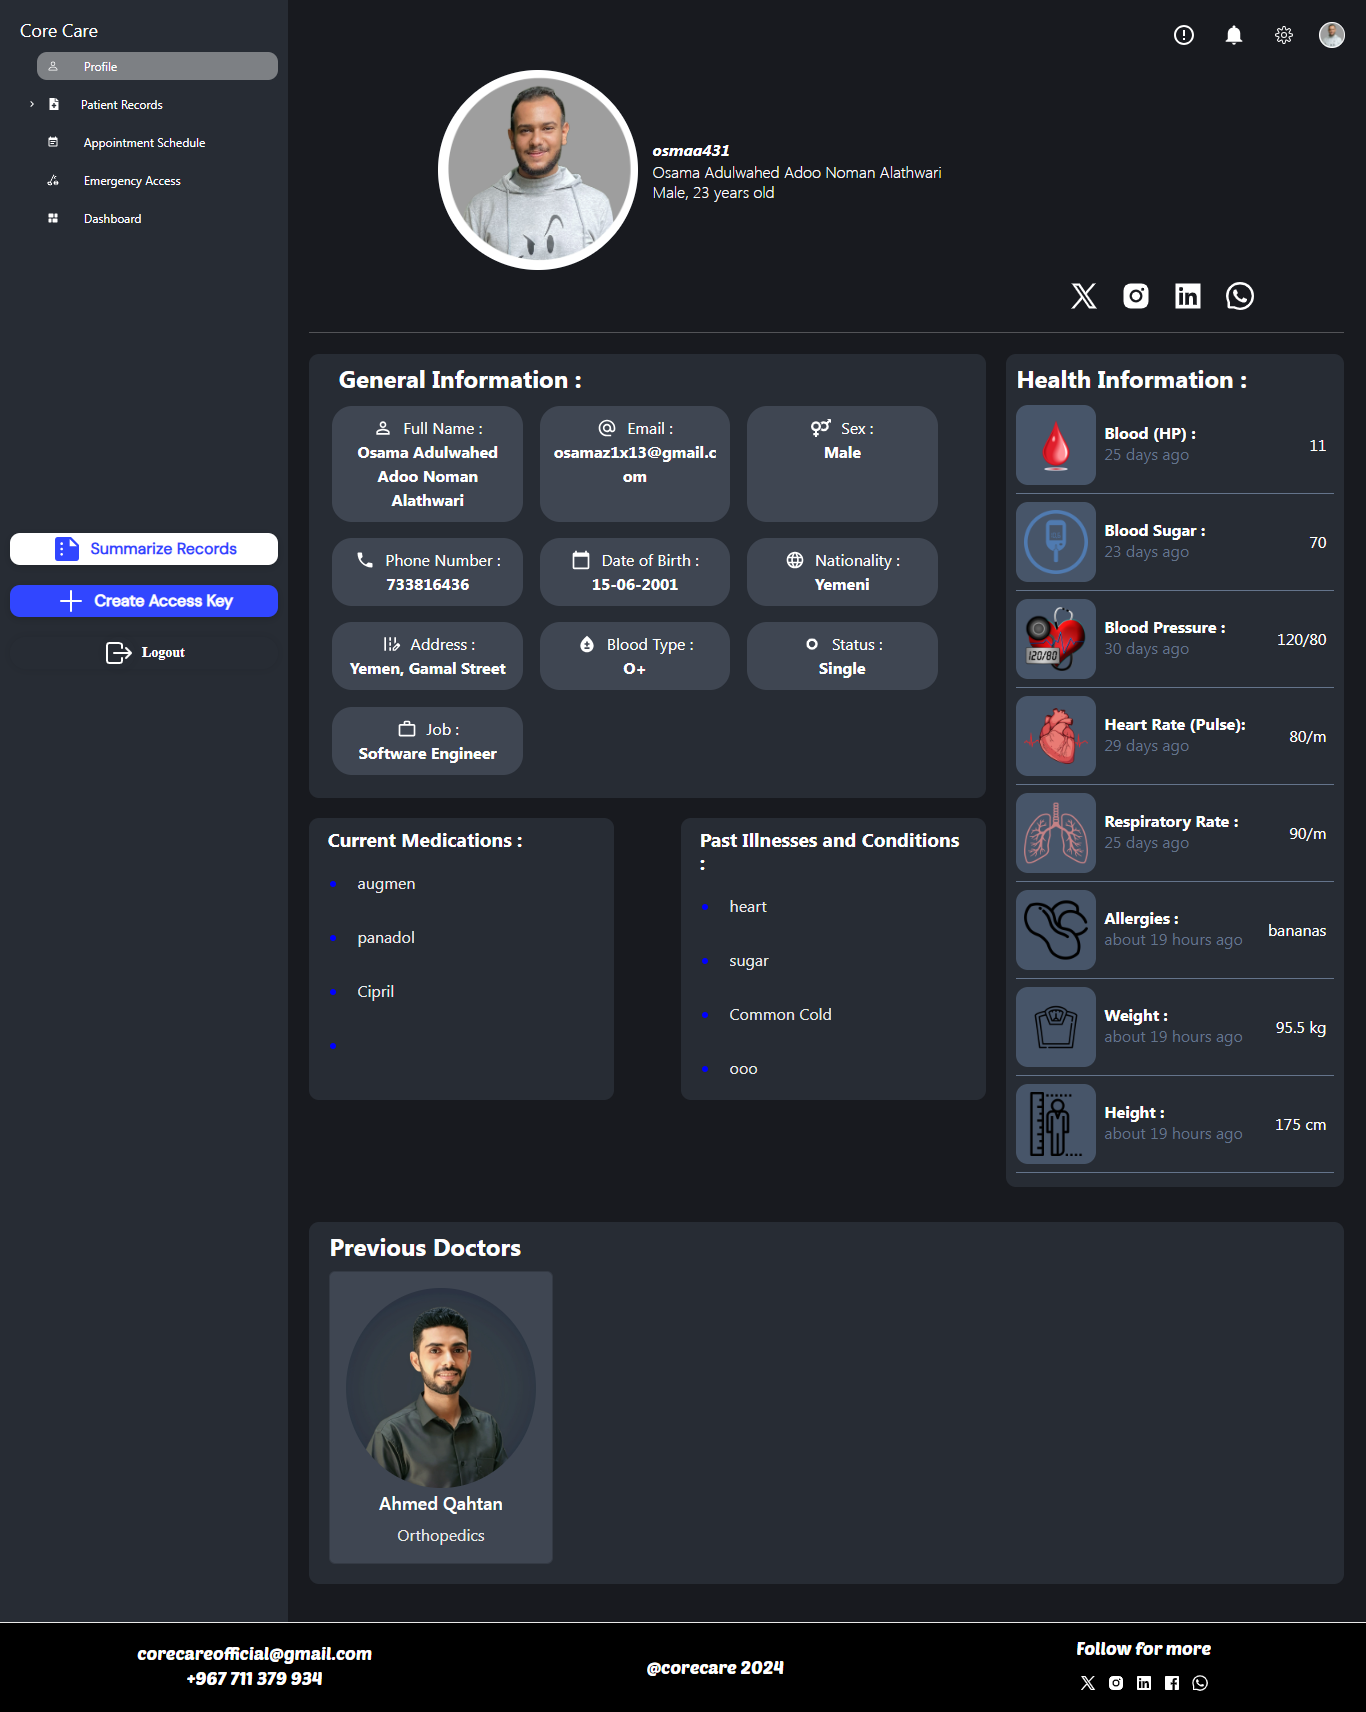 Core Care
Profile
Patient Records
Appointment Schedule
Emergency Access
Dashboard
Summarize Records
Create Access Key
Logout
osmaa431
Osama Adulwahed Adoo Noman Alathwari
Male, 23 years old
General Information :
Full Name :
Osama Adulwahed
Adoo Noman
Alathwari
Email :
osamaz1x13@gmail.c
om
Sex :
Male
Phone Number :
733816436
Date of Birth :
15-06-2001
Nationality :
Yemeni
Address :
Yemen, Gamal Street
Blood Type :
O+
Status :
Single
Job :
Software Engineer
Current Medications :
augmen
panadol
Cipril
Past Illnesses and Conditions
:
heart
sugar
Common Cold
ooo
Health Information :
Blood (HP) :
25 days ago
11
Blood Sugar :
23 days ago
70
120/80
Blood Pressure :
30 days ago
120/80
Heart Rate (Pulse):
29 days ago
80/m
Respiratory Rate :
25 days ago
90/m
Allergies :
about 19 hours ago
bananas
Weight :
about 19 hours ago
95.5 kg
Height :
about 19 hours ago
175 cm
Previous Doctors
Ahmed Qahtan
Orthopedics
corecareofficial@gmail.com
+967 711 379 934
@corecare 2024
Follow for more